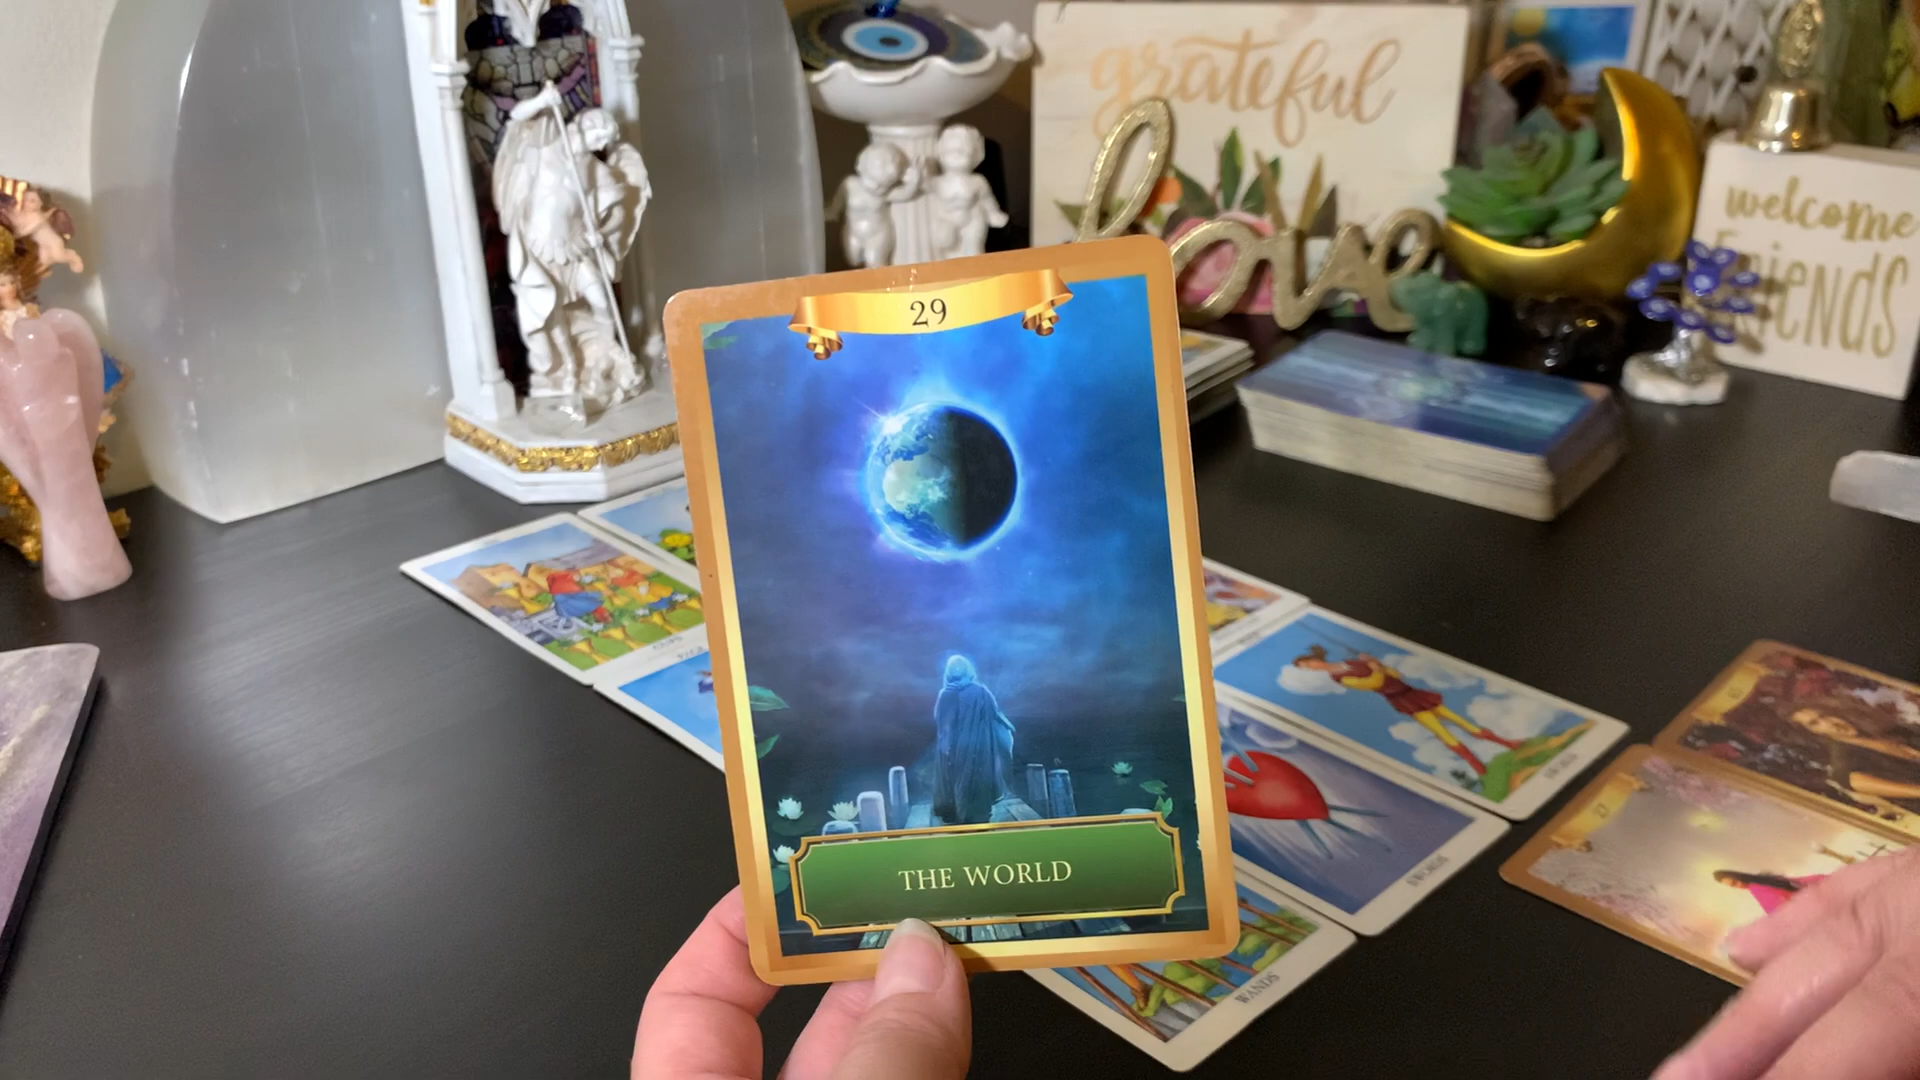 grateful
love
welcome
Friends
29
THE WORLD
SWORDS
WANDS